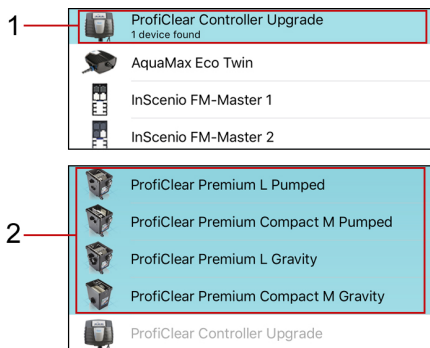 1
ProfiClear Controller Upgrade
1 device found
AquaMax Eco Twin
InScenio FM-Master 1
InScenio FM-Master 2
2
ProfiClear Premium L Pumped
ProfiClear Premium Compact M Pumped
ProfiClear Premium L Gravity
ProfiClear Premium Compact M Gravity
ProfiClear Controller Upgrade